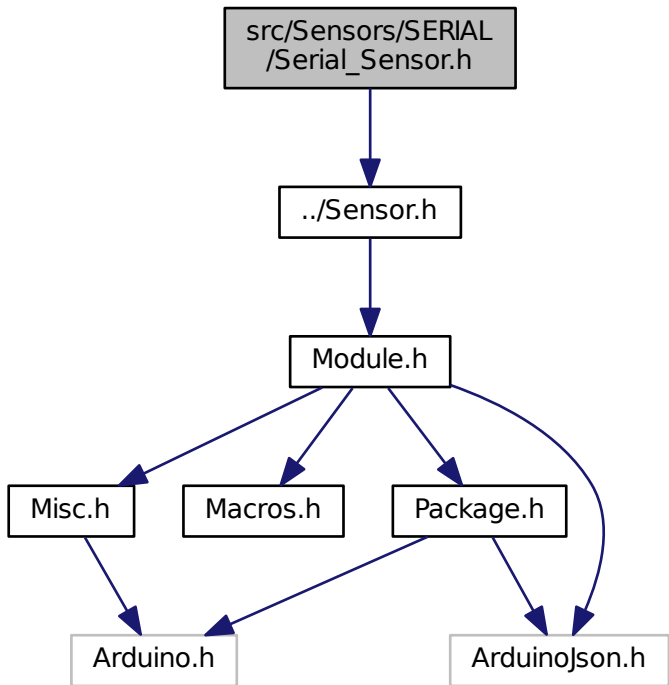 src/Sensors/SERIAL
/Serial_Sensor.h
../Sensor.h
Module.h
Misc.h
Macros.h
Package.h
Arduino.h
ArduinoJson.h